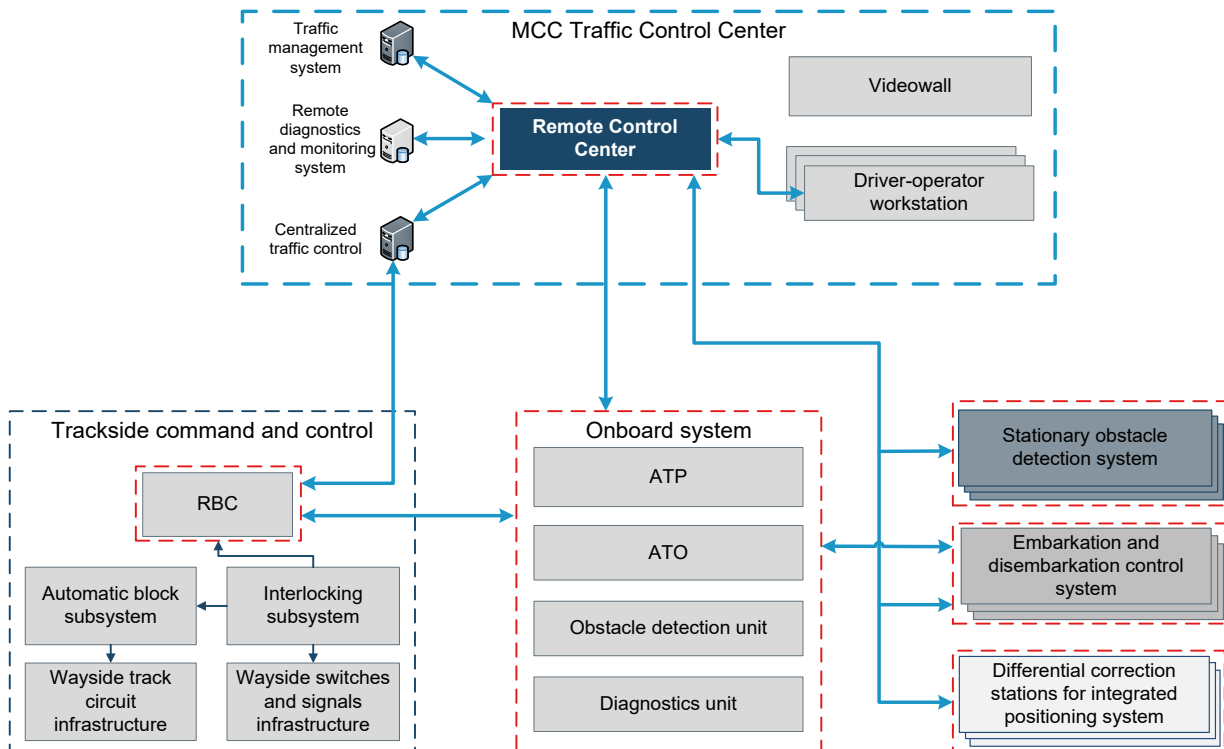 MCC Traffic Control Center
Traffic
management
system
Remote
diagnostics
and monitoring
system
Centralized
traffic control
Remote Control
Center
Videowall
Driver-operator
workstation
Trackside command and control
RBC
Automatic block
subsystem
Interlocking
subsystem
Wayside track
circuit
infrastructure
Wayside switches
and signals
infrastructure
Onboard system
ATP
ATO
Obstacle detection unit
Diagnostics unit
Stationary obstacle
detection system
Embarkation and
disembarkation control
system
Differential correction
stations for integrated
positioning system